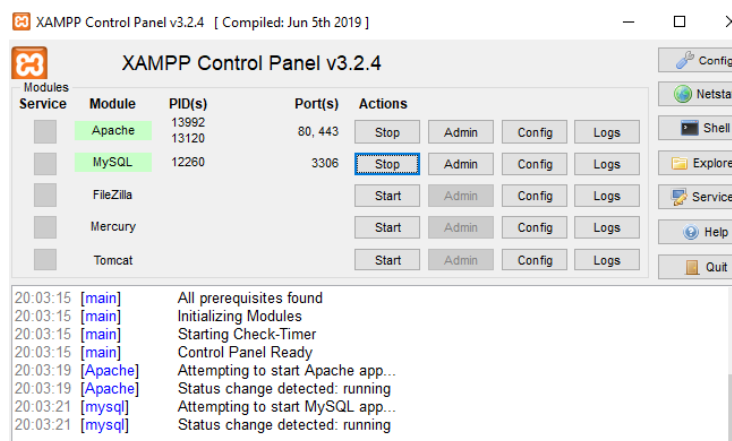 XAMPP Control Panel v3.2.4 [ Compiled: Jun 5th 2019 ]
XAMPP Control Panel v3.2.4
Config
Modules
Service Module PID(s) Port(s) Actions
Netsta
Apache 13992 13120 80, 443 Stop Admin Config Logs
Shell
MySQL 12260 3306 Stop Admin Config Logs
Explore
FileZilla Start Admin Config Logs
Service
Mercury Start Admin Config Logs
Help
Tomcat Start Admin Config Logs
Quit
20:03:15 [main] All prerequisites found
20:03:15 [main] Initializing Modules
20:03:15 [main] Starting Check-Timer
20:03:15 [main] Control Panel Ready
20:03:19 [Apache] Attempting to start Apache app...
20:03:19 [Apache] Status change detected: running
20:03:21 [mysql] Attempting to start MySQL app...
20:03:21 [mysql] Status change detected: running